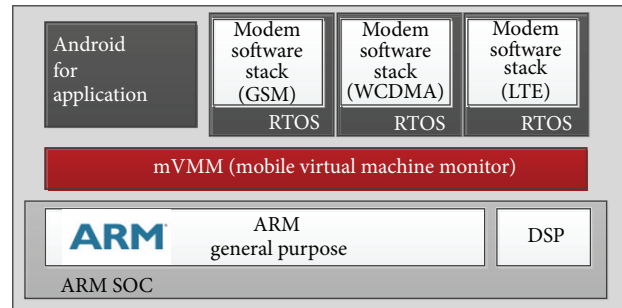 Android
for
application
Modem
software
stack
(GSM)
RTOS
Modem
software
stack
(WCDMA)
RTOS
Modem
software
stack
(LTE)
RTOS
mVMM (mobile virtual machine monitor)
ARM
ARM
general purpose
DSP
ARM SOC